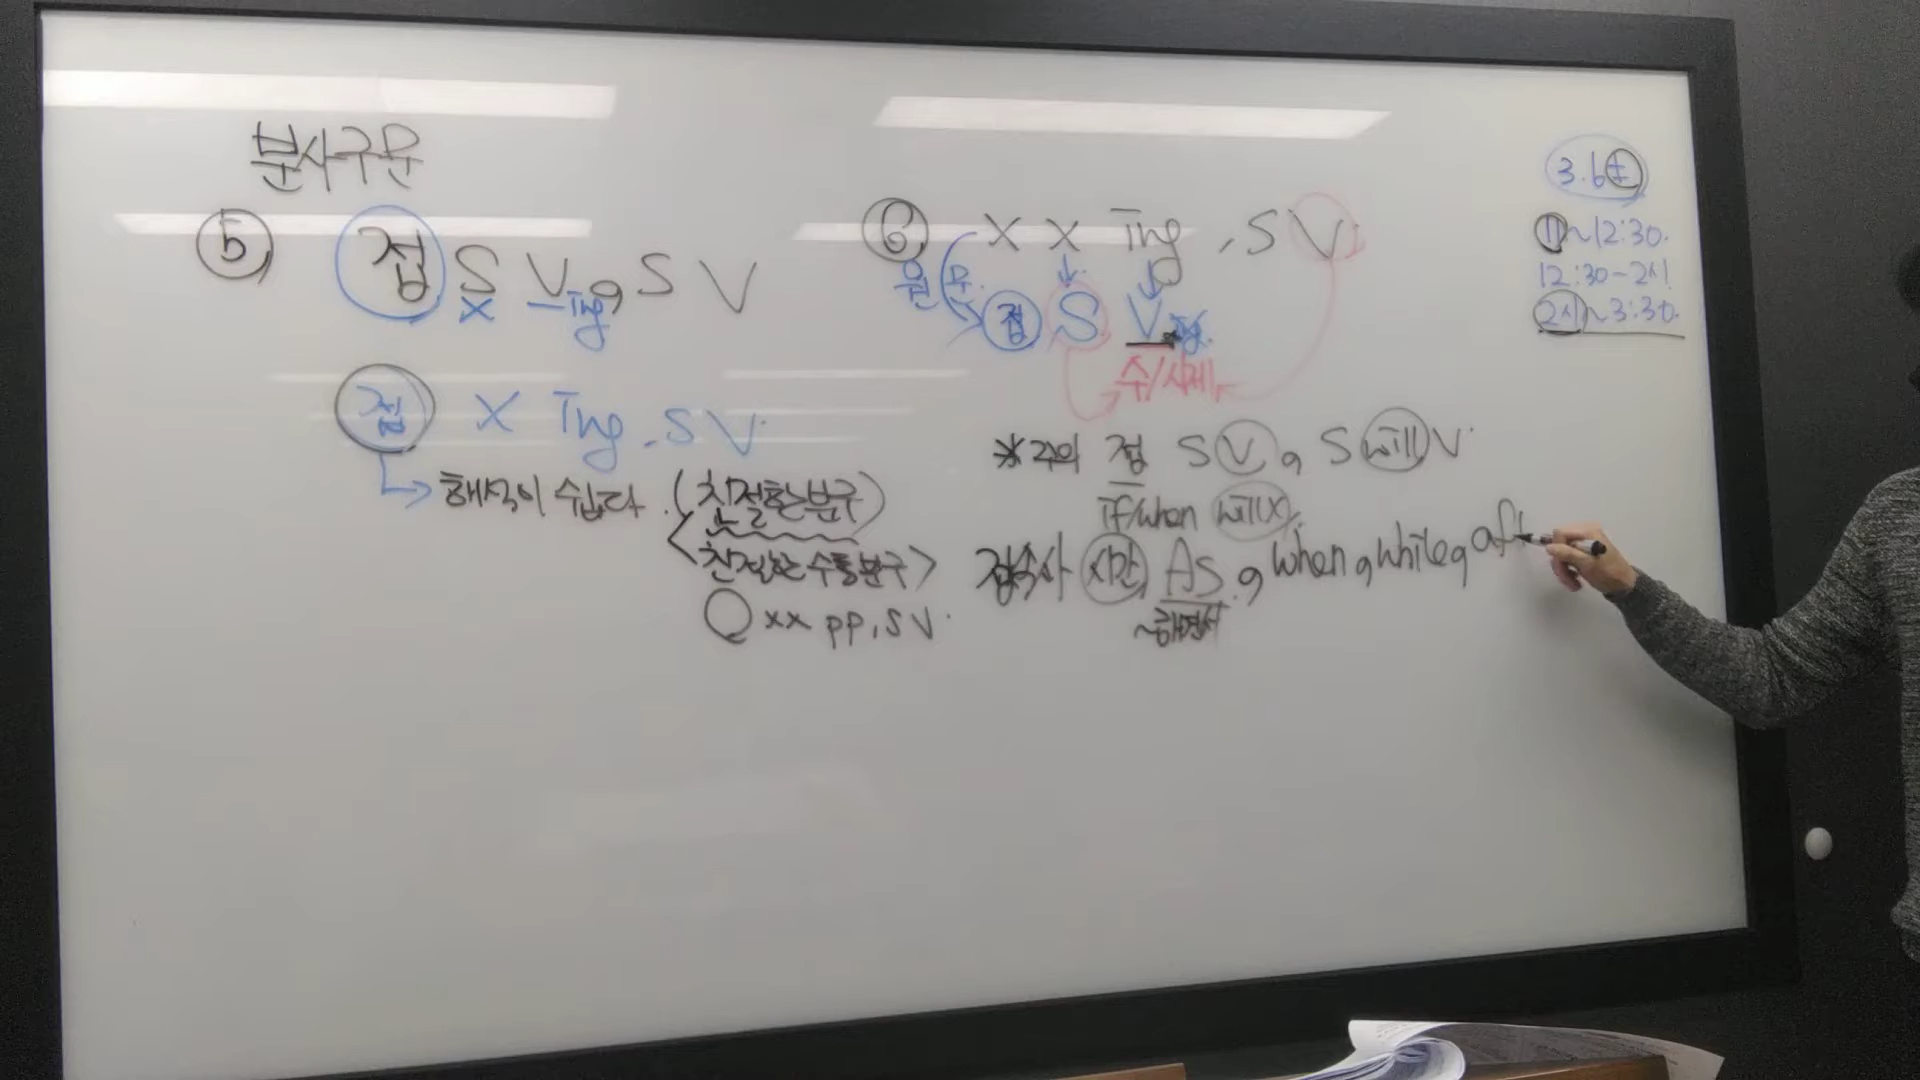 분사구문
⑤ 접 S V, S V
X -ing
접 X ing, S V.
해석이 쉽다. (친절한분구)
<친절한 수동분구>
xx pp, S V.
⑥ X X ing, S V
원
접 S V
수/시제
※주의 접 S V, S will V
if/when will(X).
접속사 시간 As, when, while, aft
~하면서
3.6土
11~12:30.
12:30~2시
2시~3:30.